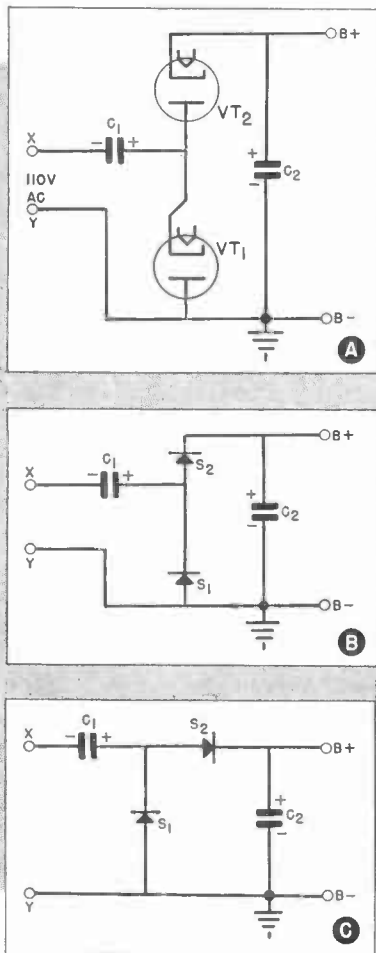 B+
VT2
X
- C1 +
110V
AC
Y
+
C2
-
VT1
B-
A
B+
X
- C1 +
S2
+
C2
-
Y
S1
B-
B
X
- C1 +
S2
B+
+
C2
-
S1
Y
B-
C